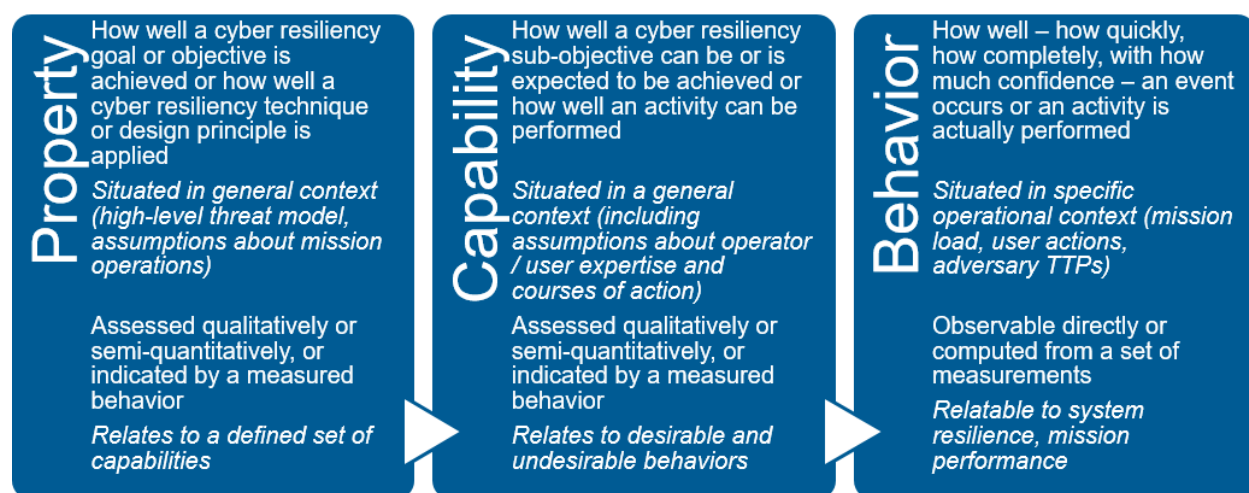 Property
How well a cyber resiliency
goal or objective is
achieved or how well a
cyber resiliency technique
or design principle is
applied
Situated in general context
(high-level threat model,
assumptions about mission
operations)
Assessed qualitatively or
semi-quantitatively, or
indicated by a measured
behavior
Relates to a defined set of
capabilities
Capability
How well a cyber resiliency
sub-objective can be or is
expected to be achieved or
how well an activity can be
performed
Situated in a general
context (including
assumptions about operator
/ user expertise and
courses of action)
Assessed qualitatively or
semi-quantitatively, or
indicated by a measured
behavior
Relates to desirable and
undesirable behaviors
Behavior
How well – how quickly,
how completely, with how
much confidence – an event
occurs or an activity is
actually performed
Situated in specific
operational context (mission
load, user actions,
adversary TTPs)
Observable directly or
computed from a set of
measurements
Relatable to system
resilience, mission
performance